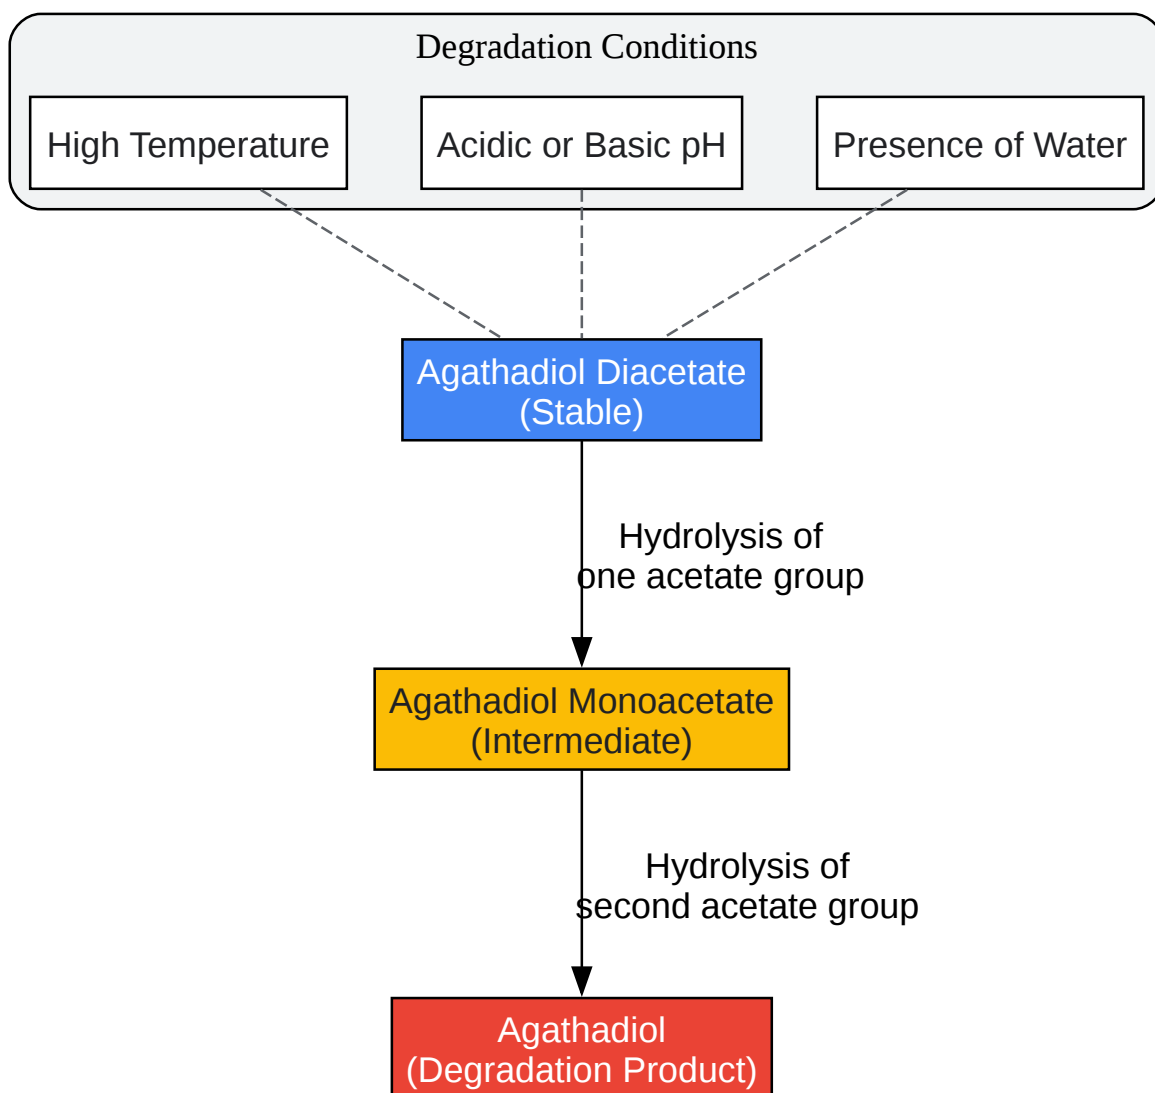 Degradation Conditions
High Temperature
Acidic or Basic pH
Presence of Water
Agathadiol Diacetate
(Stable)
Hydrolysis of
one acetate group
Agathadiol Monoacetate
(Intermediate)
Hydrolysis of
second acetate group
Agathadiol
(Degradation Product)